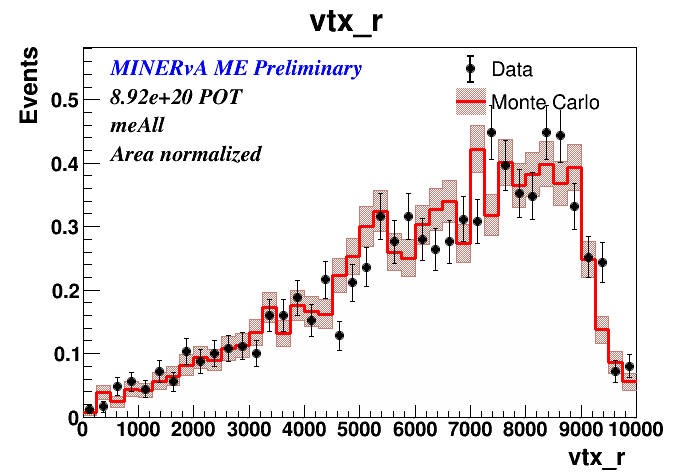 vtx_r
Events
MINERvA ME Preliminary
8.92e+20 POT
meAll
Area normalized
Data
Monte Carlo
0.5
0.4
0.3
0.2
0.1
0
0 1000 2000 3000 4000 5000 6000 7000 8000 9000 10000
vtx_r